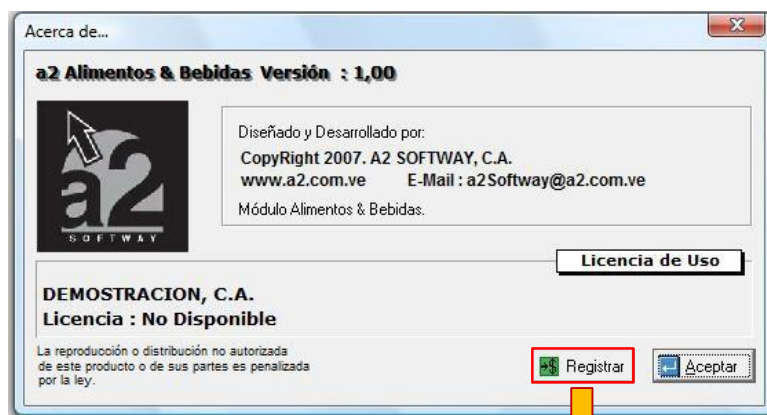 Acerca de...
a2 Alimentos & Bebidas Versión : 1,00
Diseñado y Desarrollado por:
CopyRight 2007. A2 SOFTWAY, C.A.
www.a2.com.ve E-Mail : a2Softway@a2.com.ve
Módulo Alimentos & Bebidas.
a2
SOFTWAY
Licencia de Uso
DEMOSTRACION, C.A.
Licencia : No Disponible
La reproducción o distribución no autorizada
de este producto o de sus partes es penalizada
por la ley.
Registrar
Aceptar